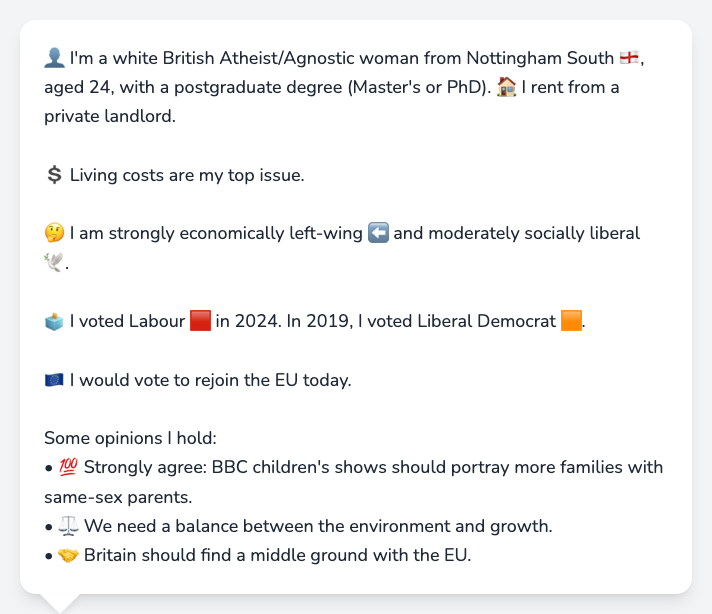 👤 I'm a white British Atheist/Agnostic woman from Nottingham South 🏴󠁧󠁢󠁥󠁮󠁧󠁿,
aged 24, with a postgraduate degree (Master's or PhD). 🏠 I rent from a
private landlord.
💲 Living costs are my top issue.
🤔 I am strongly economically left-wing ⬅️ and moderately socially liberal
🕊️.
🗳️ I voted Labour 🟥 in 2024. In 2019, I voted Liberal Democrat 🟧.
🇪🇺 I would vote to rejoin the EU today.
Some opinions I hold:
• 💯 Strongly agree: BBC children's shows should portray more families with
same-sex parents.
• ⚖️ We need a balance between the environment and growth.
• 🤝 Britain should find a middle ground with the EU.